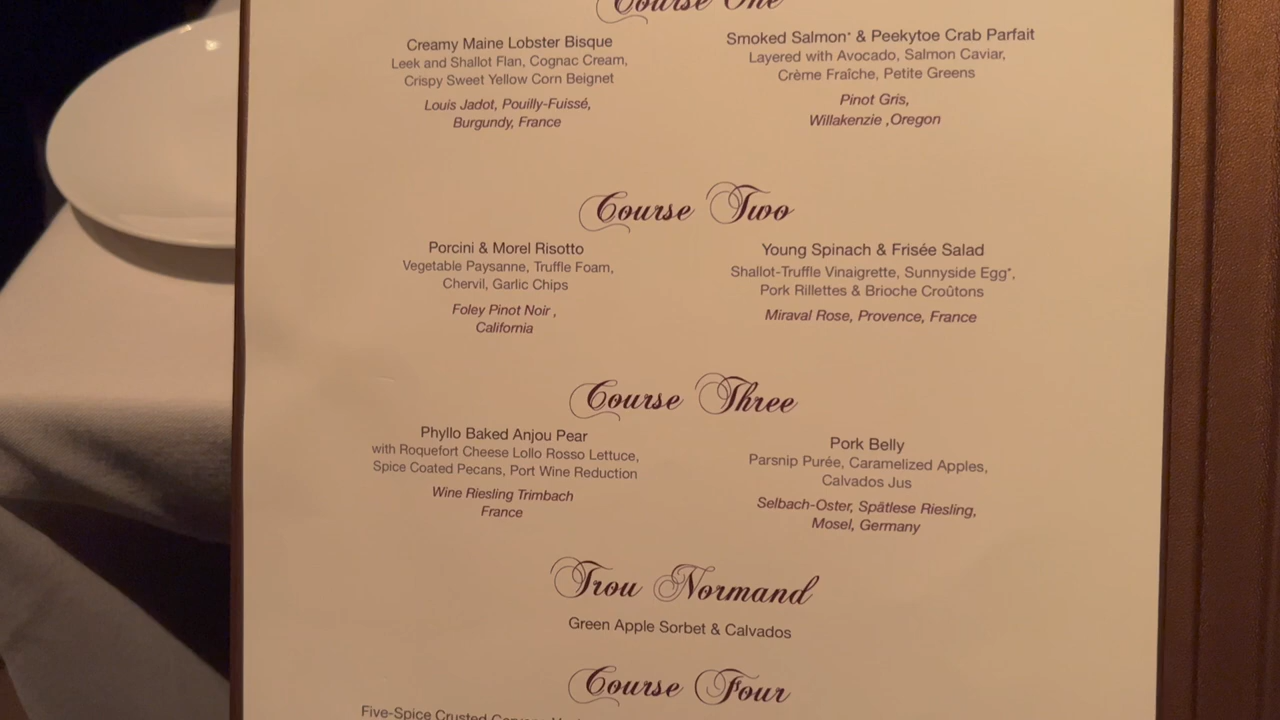 Course One
Creamy Maine Lobster Bisque
Leek and Shallot Flan, Cognac Cream,
Crispy Sweet Yellow Corn Beignet
Louis Jadot, Pouilly-Fuissé,
Burgundy, France
Smoked Salmon* & Peekytoe Crab Parfait
Layered with Avocado, Salmon Caviar,
Crème Fraîche, Petite Greens
Pinot Gris,
Willakenzie ,Oregon
Course Two
Porcini & Morel Risotto
Vegetable Paysanne, Truffle Foam,
Chervil, Garlic Chips
Foley Pinot Noir ,
California
Young Spinach & Frisée Salad
Shallot-Truffle Vinaigrette, Sunnyside Egg*,
Pork Rillettes & Brioche Croûtons
Miraval Rose, Provence, France
Course Three
Phyllo Baked Anjou Pear
with Roquefort Cheese Lollo Rosso Lettuce,
Spice Coated Pecans, Port Wine Reduction
Wine Riesling Trimbach
France
Pork Belly
Parsnip Purée, Caramelized Apples,
Calvados Jus
Selbach-Oster, Spätlese Riesling,
Mosel, Germany
Trou Normand
Green Apple Sorbet & Calvados
Course Four
Five-Spice Crusted